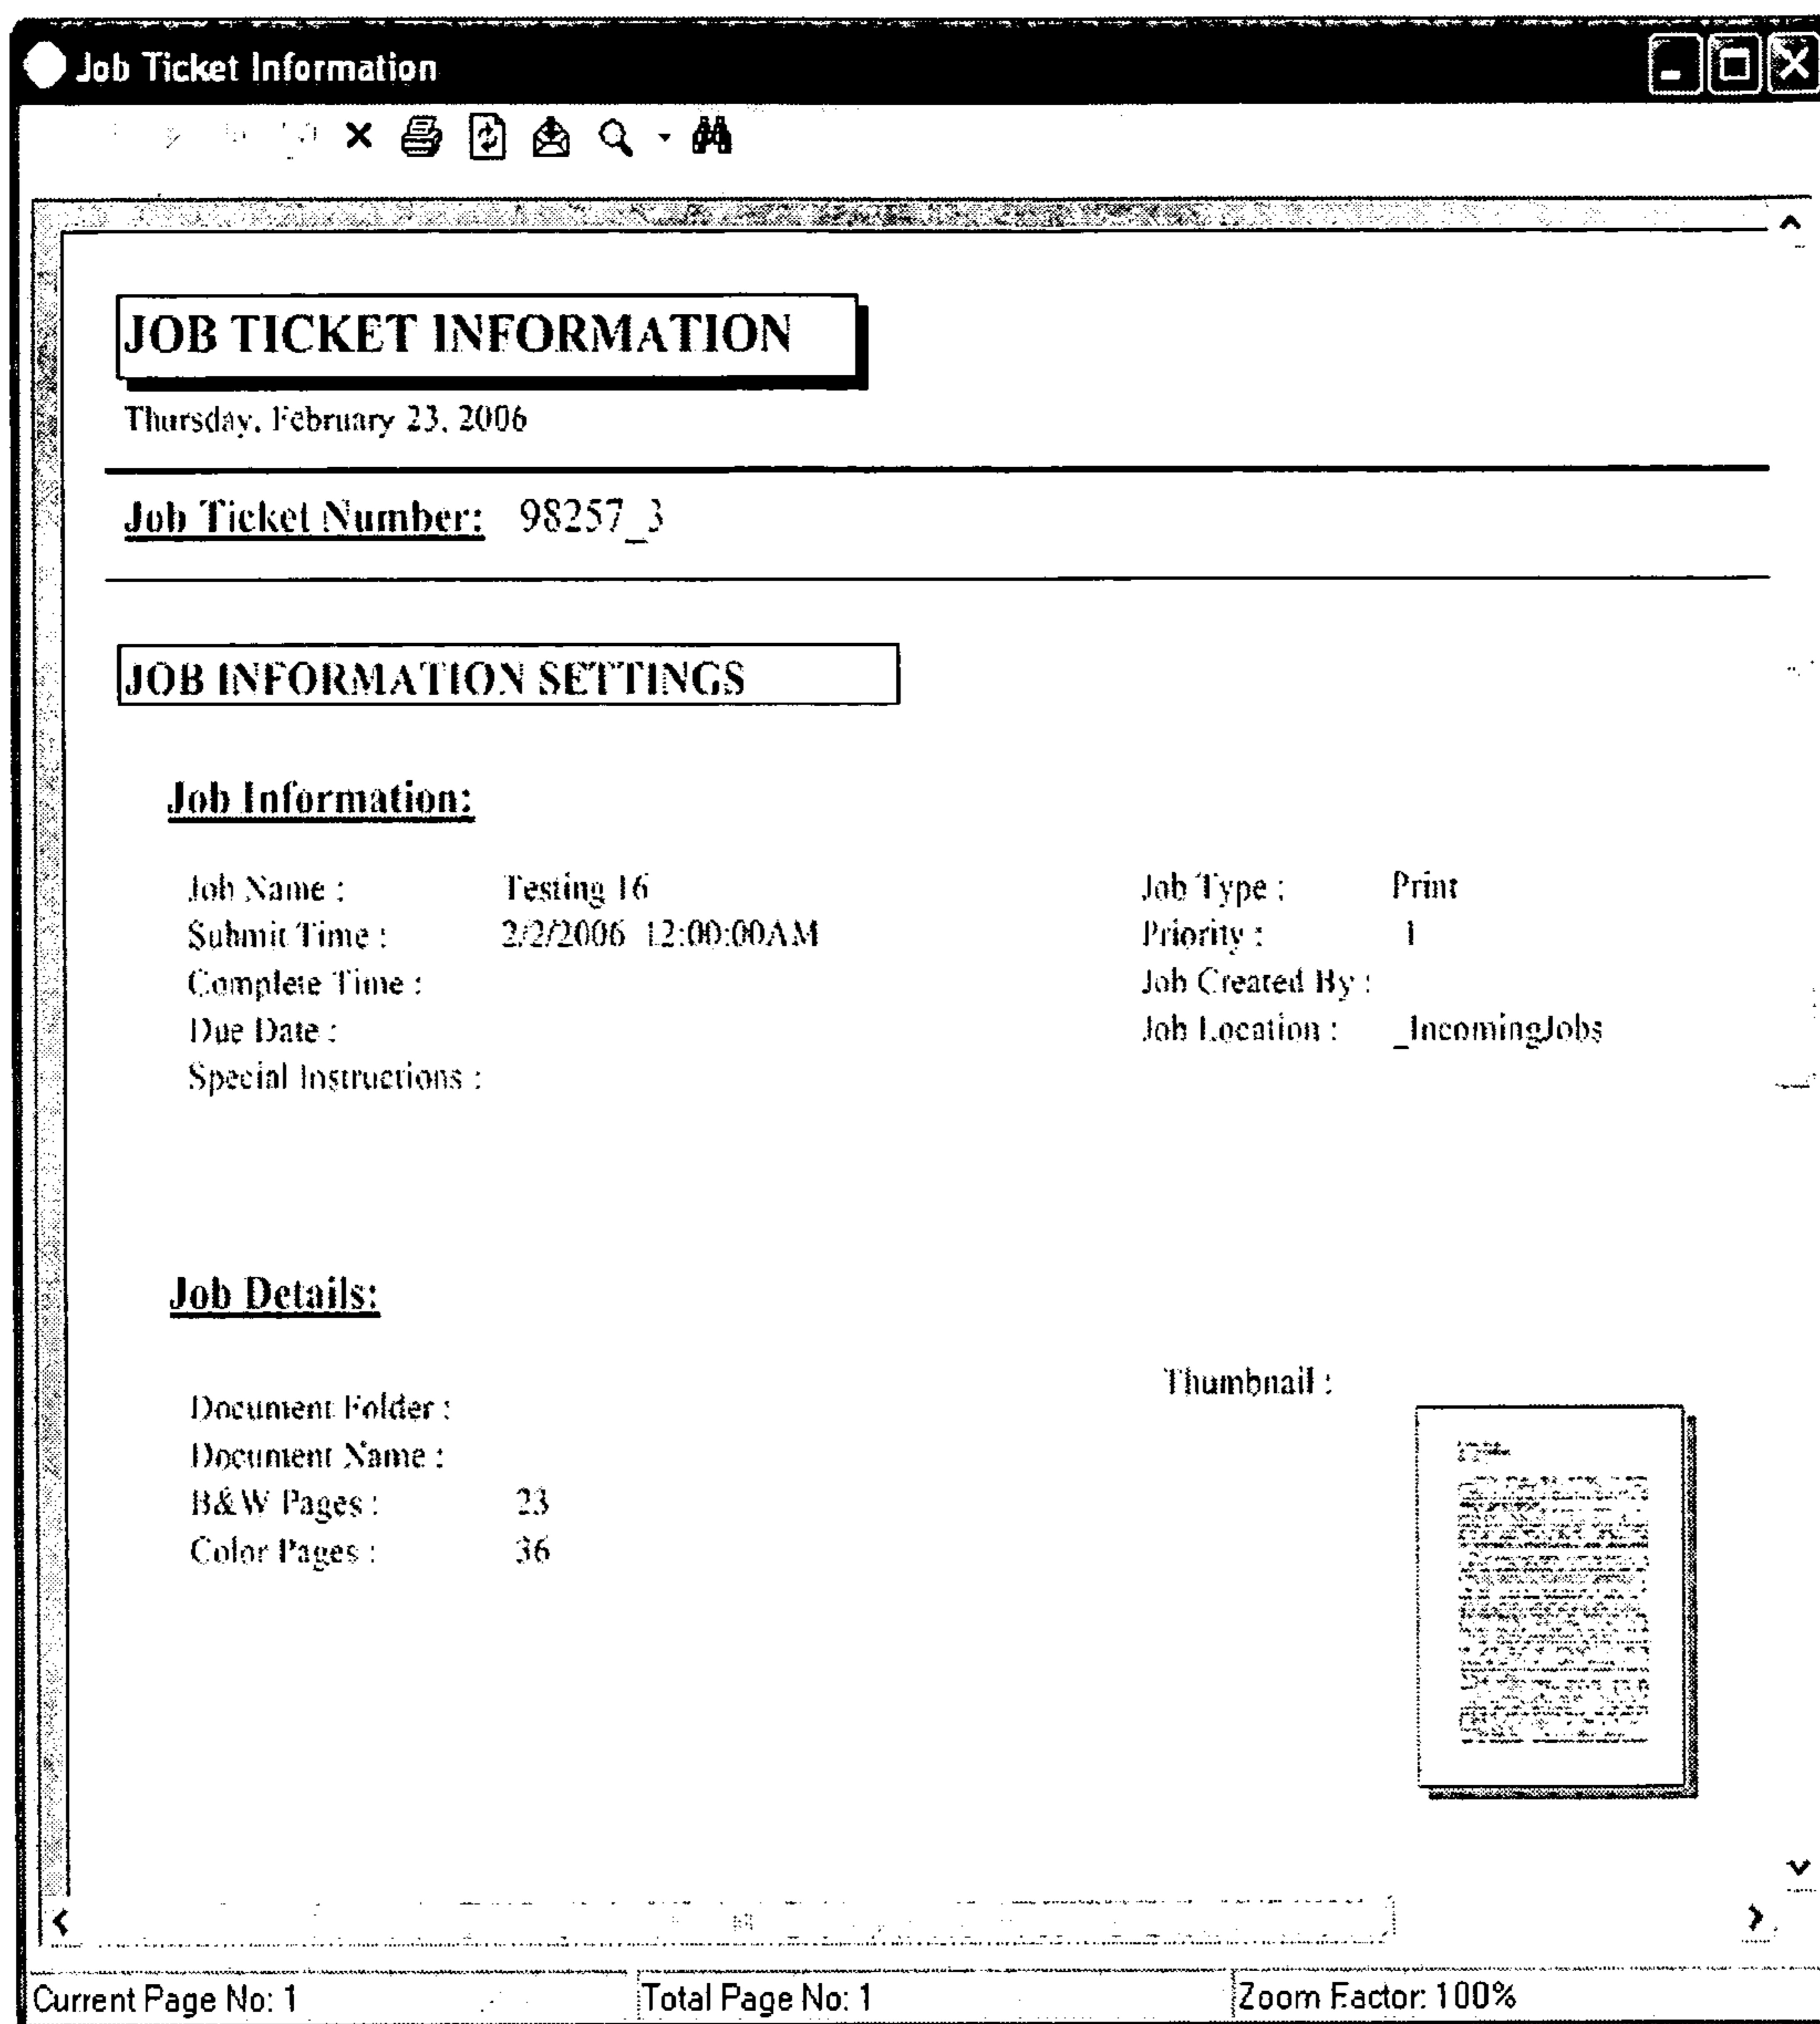 Job Ticket Information
JOB TICKET INFORMATION
Thursday, February 23, 2006
Job Ticket Number: 98257_3
JOB INFORMATION SETTINGS
Job Information:
Job Name : Testing 16 Job Type : Print
Submit Time : 2/2/2006 12:00:00AM Priority : 1
Complete Time : Job Created By :
Due Date : Job Location : _IncomingJobs
Special Instructions :
Job Details:
Thumbnail :
Document Folder :
Document Name :
B&W Pages : 23
Color Pages : 36
Current Page No: 1 Total Page No: 1 Zoom Factor: 100%